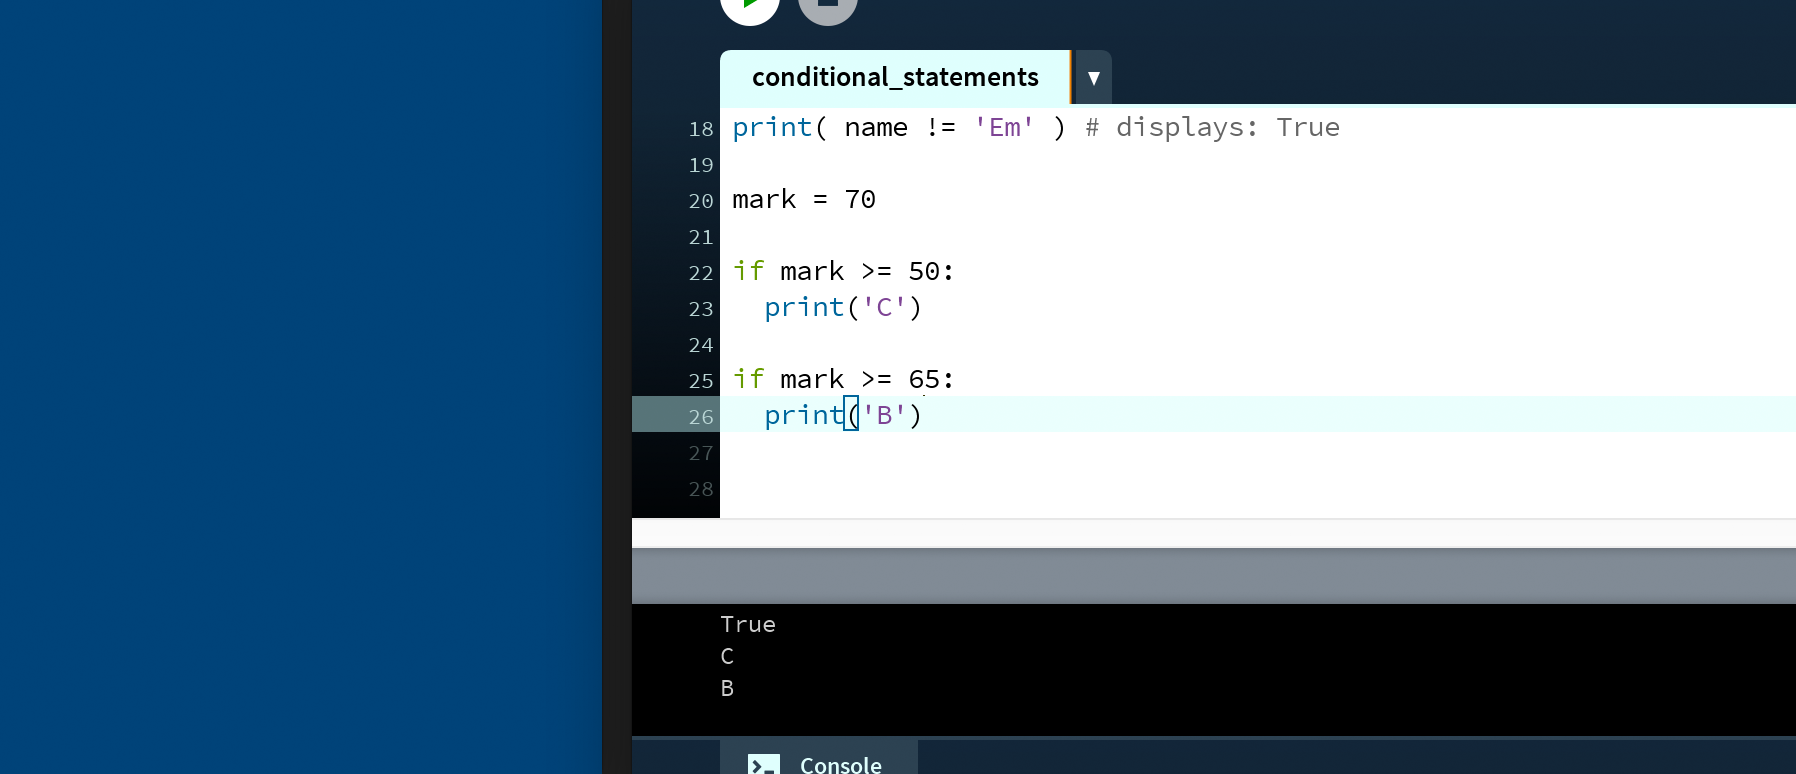 conditional_statements ▼
18 print( name != 'Em' ) # displays: True
19
20 mark = 70
21
22 if mark >= 50:
23   print('C')
24
25 if mark >= 65:
26   print('B')
27
28
True
C
B
Console